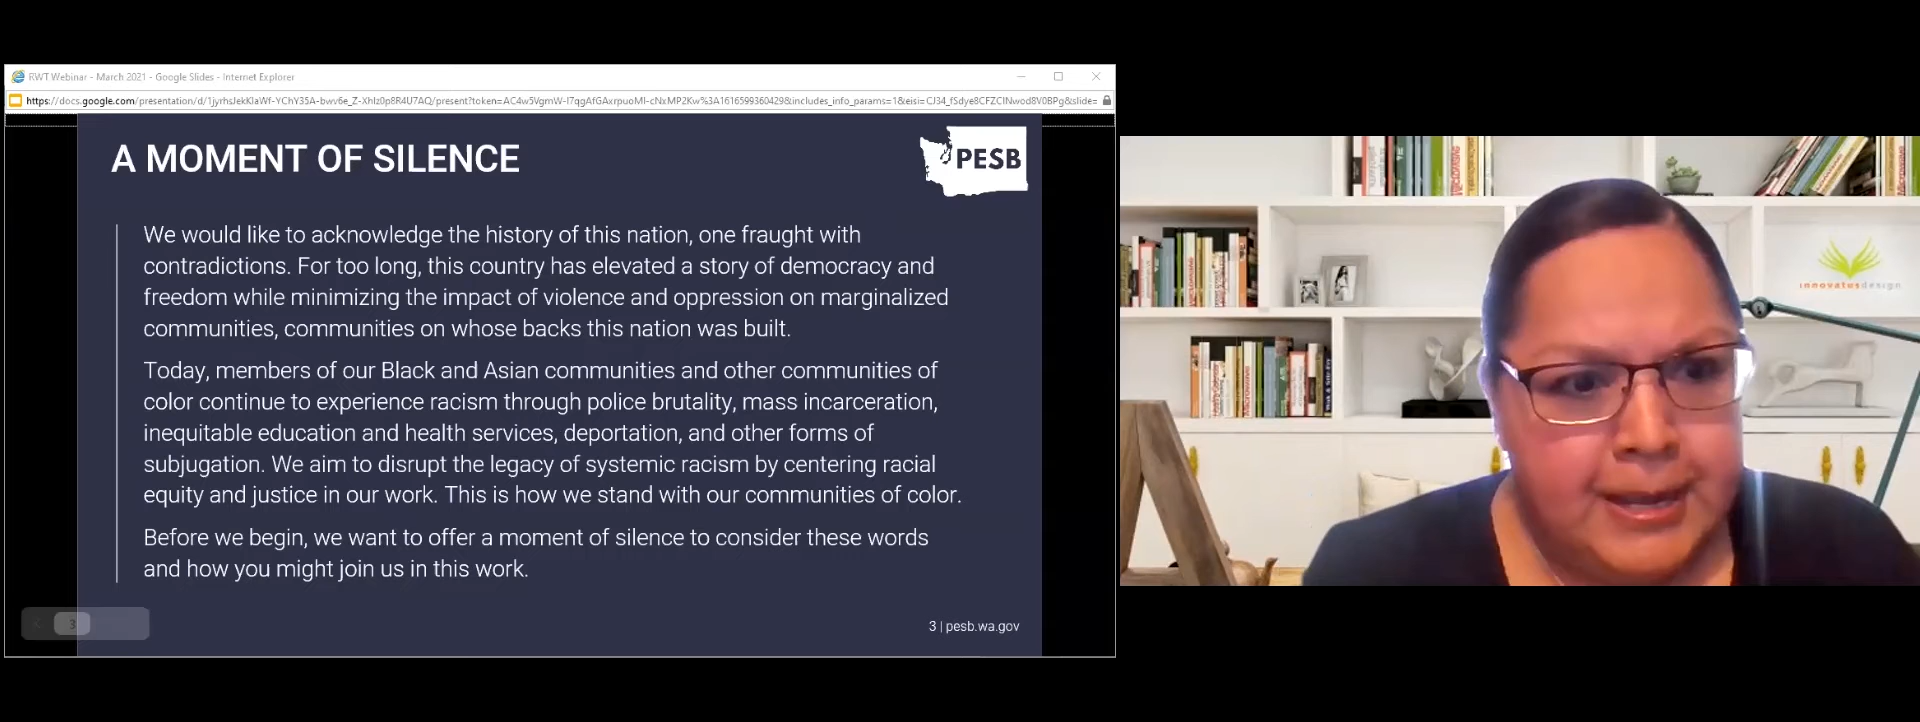 RWT Webinar - March 2021 - Google Slides - Internet Explorer
A MOMENT OF SILENCE
PESB
We would like to acknowledge the history of this nation, one fraught with
contradictions. For too long, this country has elevated a story of democracy and
freedom while minimizing the impact of violence and oppression on marginalized
communities, communities on whose backs this nation was built.
Today, members of our Black and Asian communities and other communities of
color continue to experience racism through police brutality, mass incarceration,
inequitable education and health services, deportation, and other forms of
subjugation. We aim to disrupt the legacy of systemic racism by centering racial
equity and justice in our work. This is how we stand with our communities of color.
Before we begin, we want to offer a moment of silence to consider these words
and how you might join us in this work.
3
3 | pesb.wa.gov
innovatusdesign